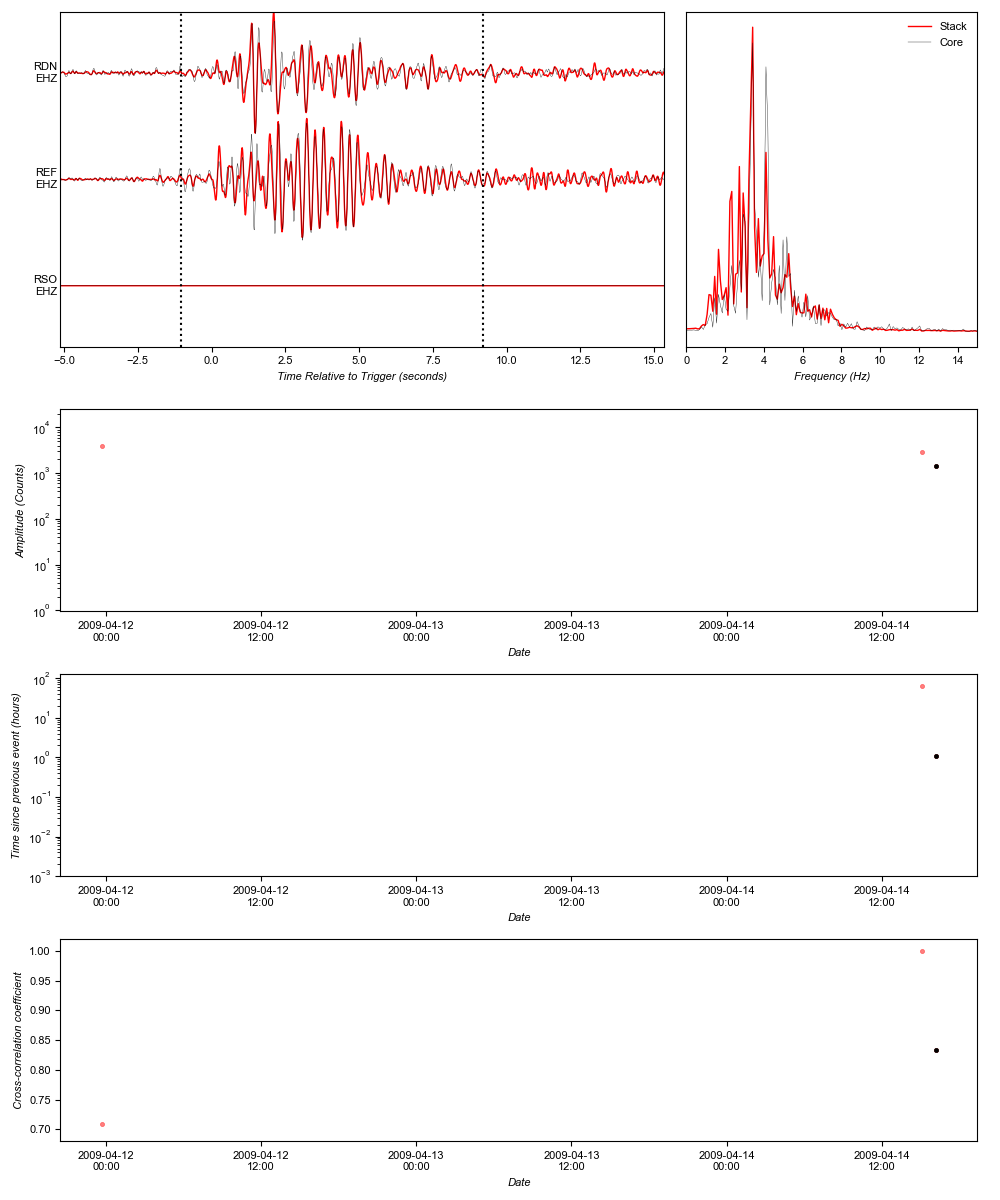 RDN
EHZ
REF
EHZ
RSO
EHZ
−5.0 −2.5 0.0 2.5 5.0 7.5 10.0 12.5 15.0
Time Relative to Trigger (seconds)
Stack
Core
0 2 4 6 8 10 12 14
Frequency (Hz)
10⁴
10³
10²
10¹
10⁰
Amplitude (Counts)
2009-04-12 2009-04-12 2009-04-13 2009-04-13 2009-04-14 2009-04-14
00:00 12:00 00:00 12:00 00:00 12:00
Date
10²
10¹
10⁰
10⁻¹
10⁻²
10⁻³
Time since previous event (hours)
2009-04-12 2009-04-12 2009-04-13 2009-04-13 2009-04-14 2009-04-14
00:00 12:00 00:00 12:00 00:00 12:00
Date
1.00
0.95
0.90
0.85
0.80
0.75
0.70
Cross-correlation coefficient
2009-04-12 2009-04-12 2009-04-13 2009-04-13 2009-04-14 2009-04-14
00:00 12:00 00:00 12:00 00:00 12:00
Date